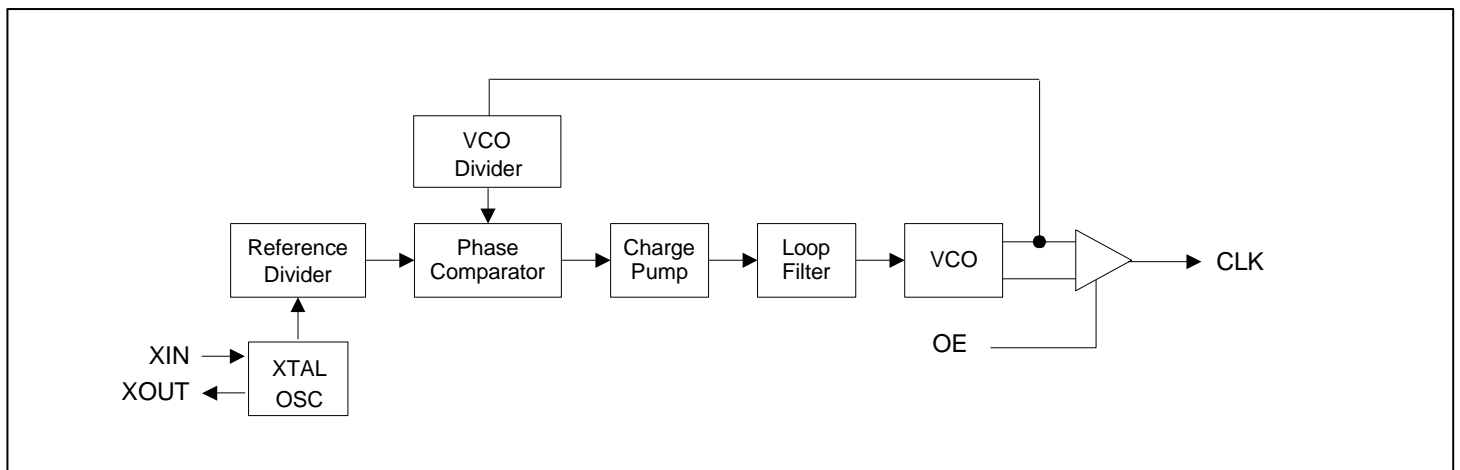 VCO
Divider
Reference
Divider
Phase
Comparator
Charge
Pump
Loop
Filter
VCO
CLK
OE
XIN
XOUT
XTAL
OSC